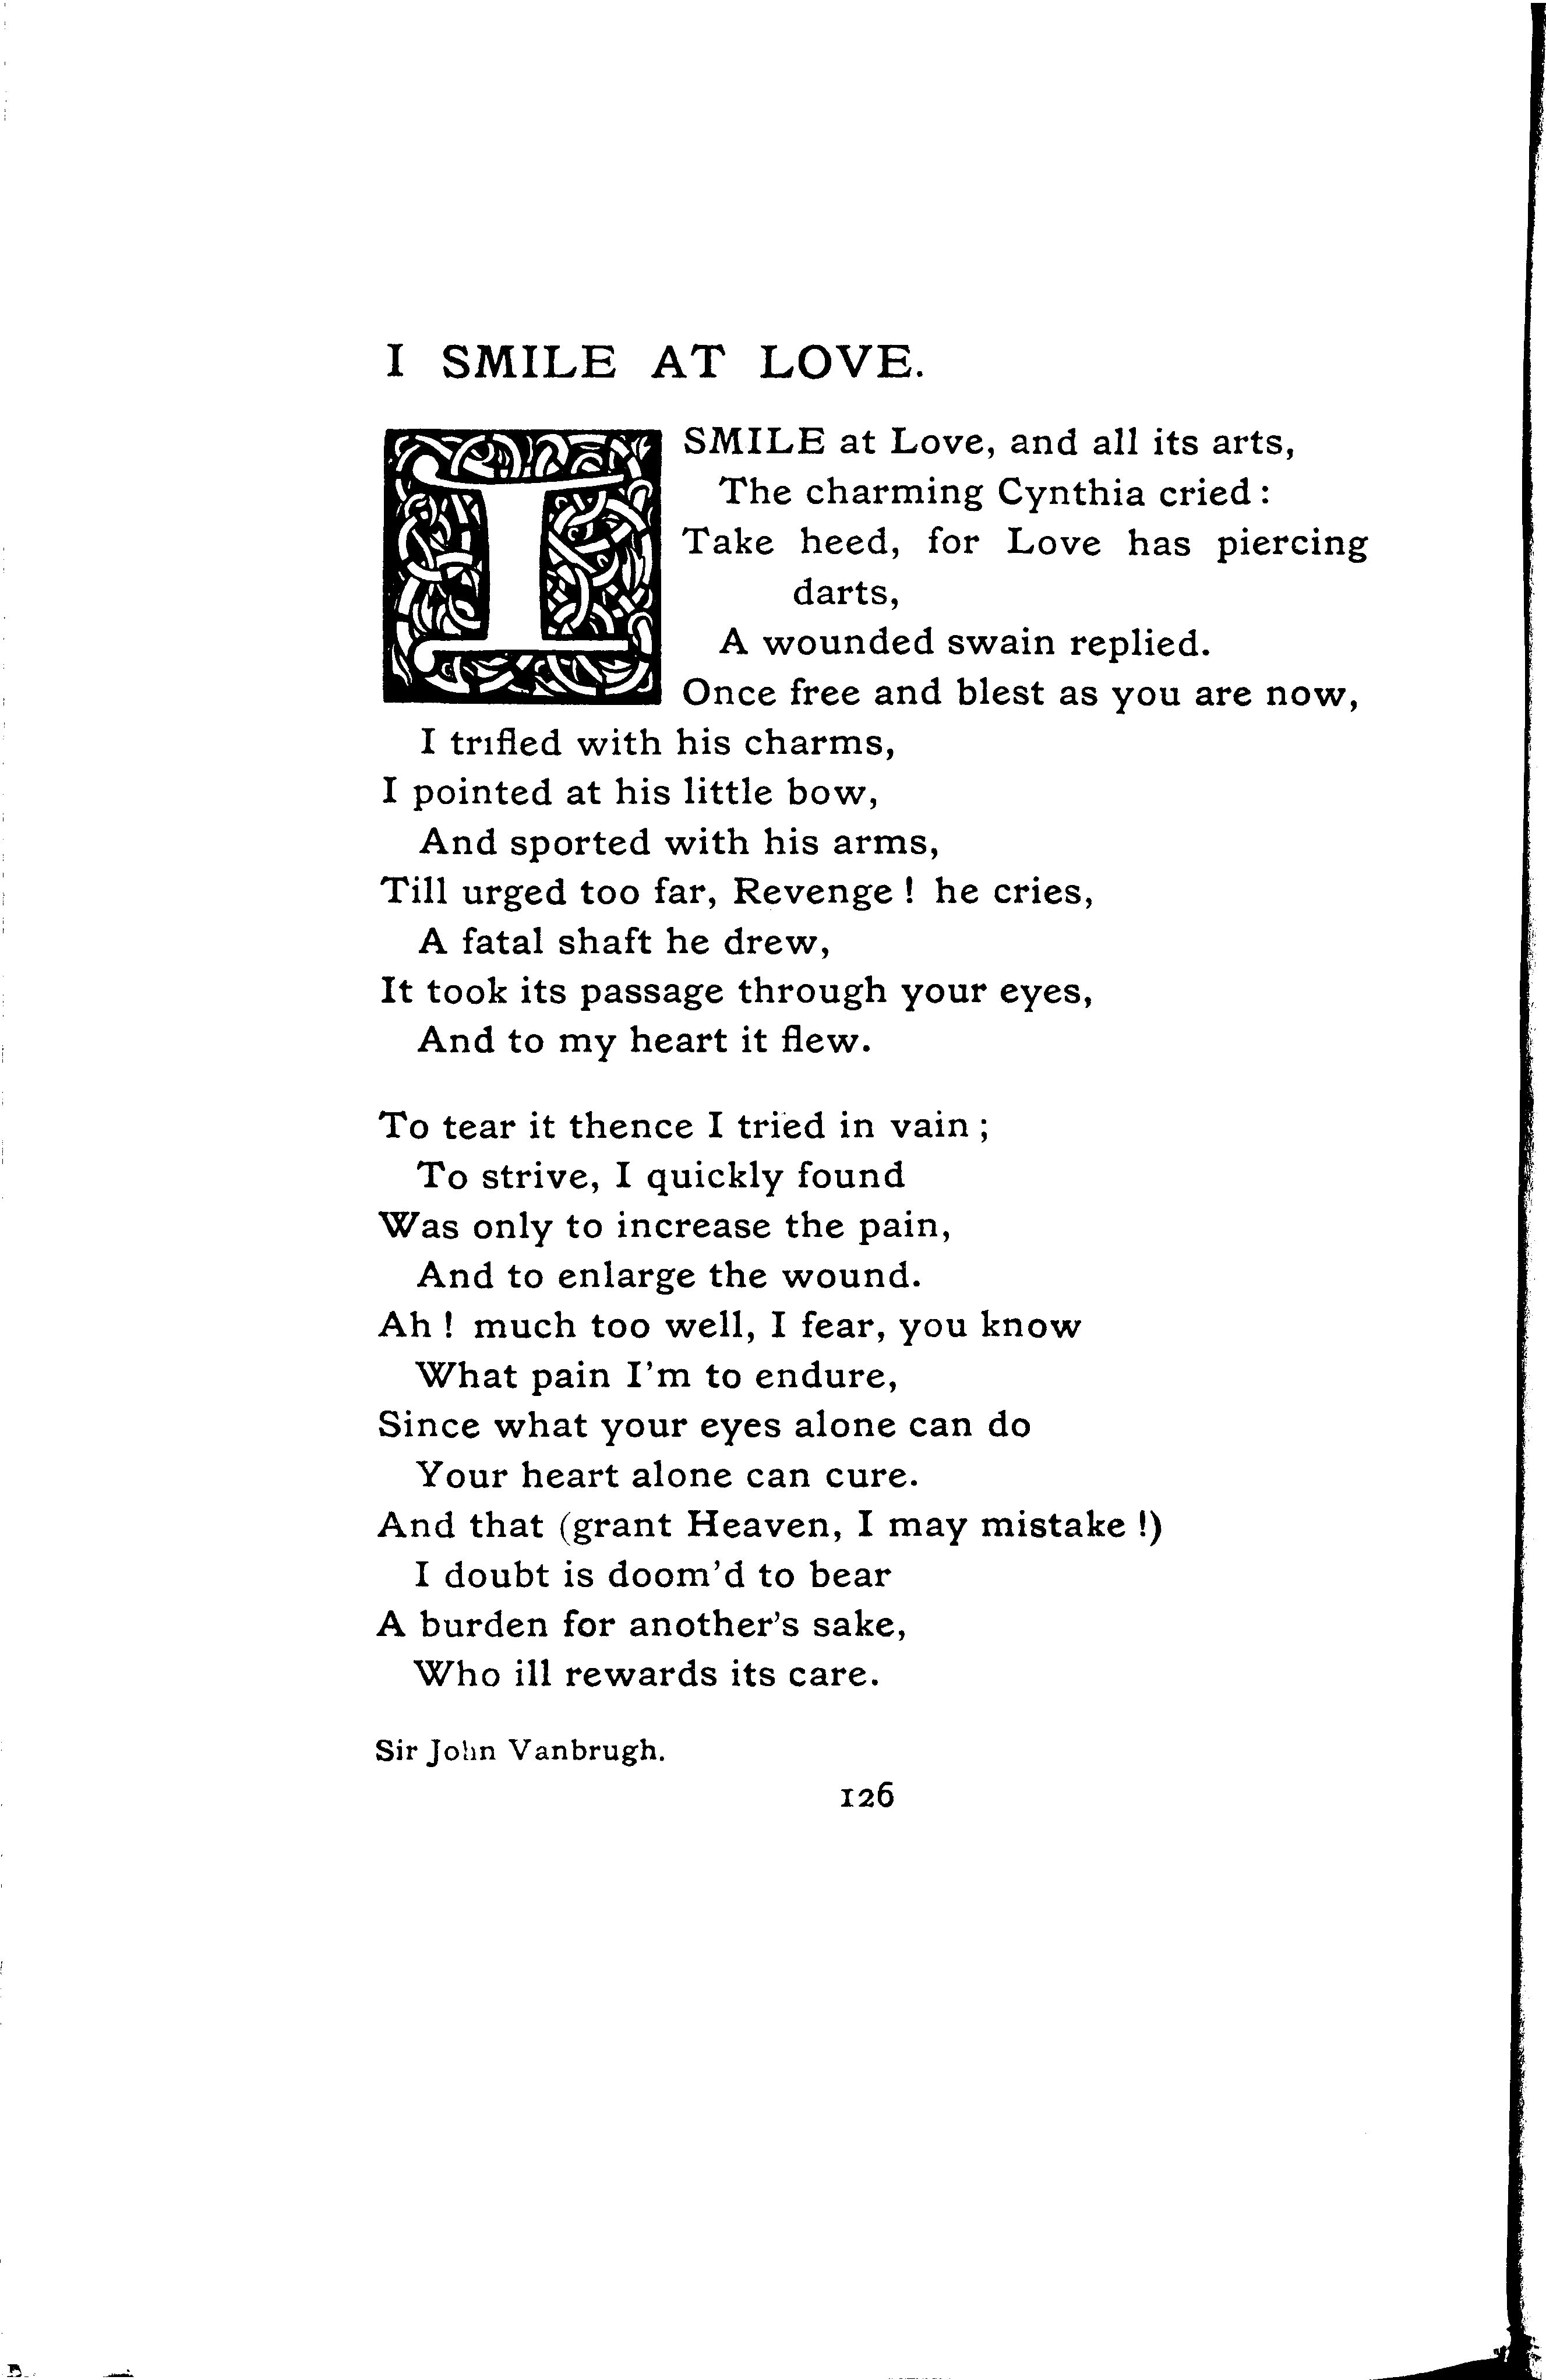 I SMILE AT LOVE.
I SMILE at Love, and all its arts,
The charming Cynthia cried :
Take heed, for Love has piercing
darts,
A wounded swain replied.
Once free and blest as you are now,
I trifled with his charms,
I pointed at his little bow,
And sported with his arms,
Till urged too far, Revenge ! he cries,
A fatal shaft he drew,
It took its passage through your eyes,
And to my heart it flew.
To tear it thence I tried in vain ;
To strive, I quickly found
Was only to increase the pain,
And to enlarge the wound.
Ah ! much too well, I fear, you know
What pain I'm to endure,
Since what your eyes alone can do
Your heart alone can cure.
And that (grant Heaven, I may mistake !)
I doubt is doom'd to bear
A burden for another's sake,
Who ill rewards its care.
Sir John Vanbrugh.
126